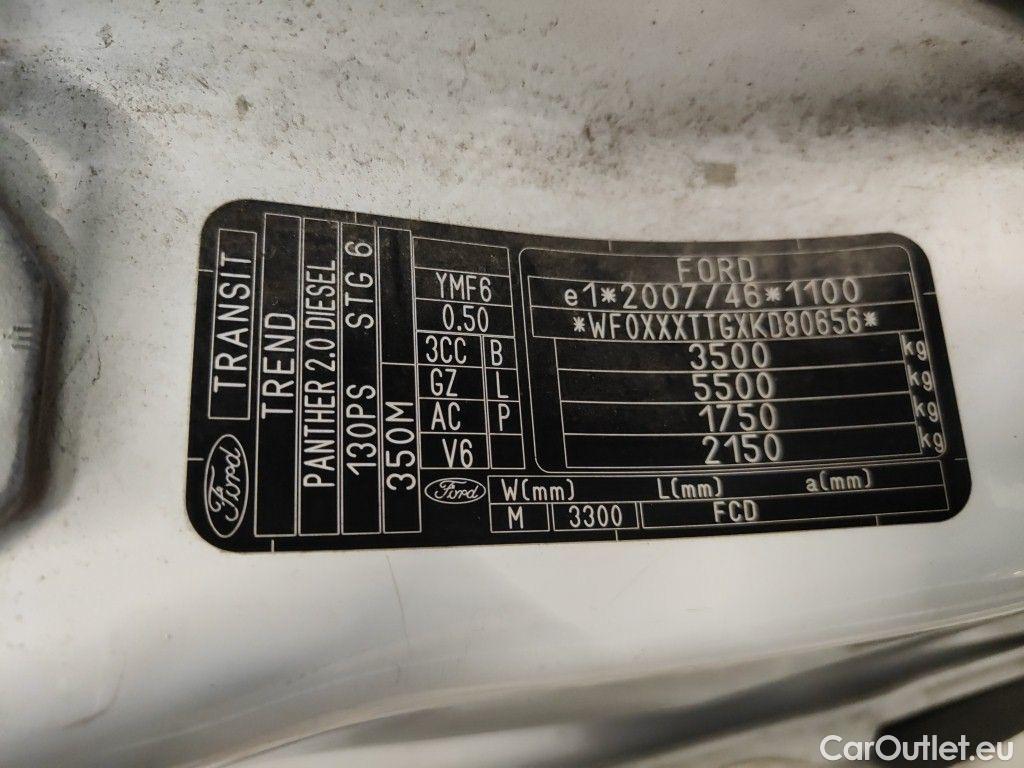 Ford
TRANSIT
TREND
PANTHER 2.0 DIESEL
130PS STG 6
350M
YMF6
0.50
3CC B
GZ L
AC P
V6
FORD
e1*2007/46*1100
*WF0XXXTTGXKD80656*
3500 kg
5500 kg
1750 kg
2150 kg
Ford W(mm) L(mm) a(mm)
M 3300 FCD
CarOutlet.eu